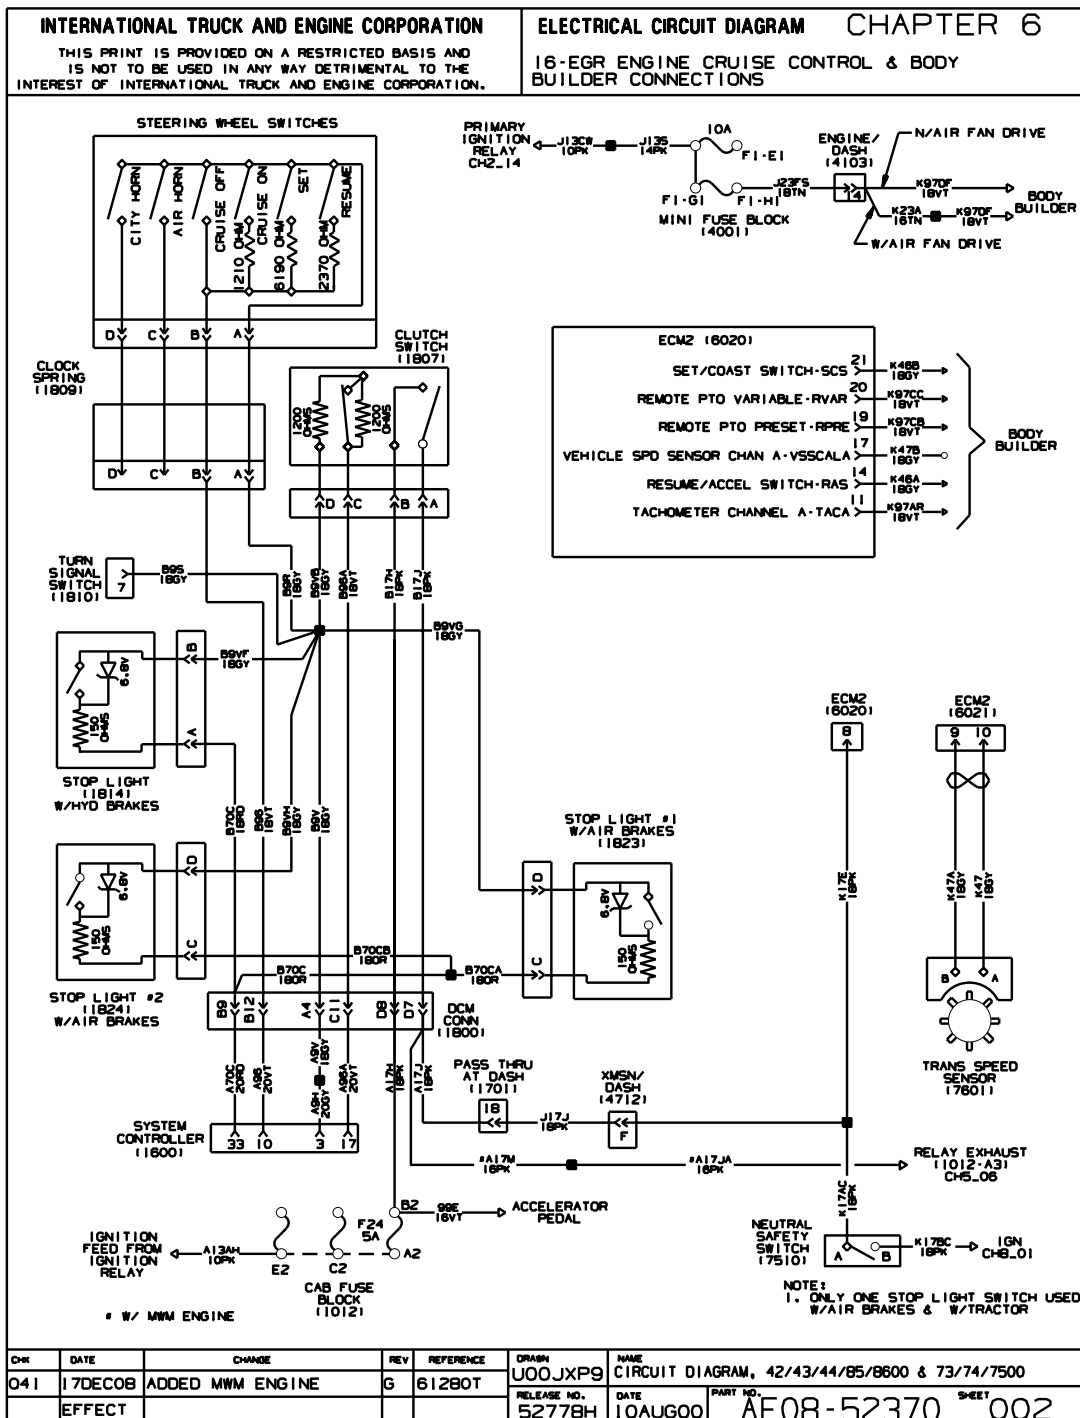 INTERNATIONAL TRUCK AND ENGINE CORPORATION
THIS PRINT IS PROVIDED ON A RESTRICTED BASIS AND
IS NOT TO BE USED IN ANY WAY DETRIMENTAL TO THE
INTEREST OF INTERNATIONAL TRUCK AND ENGINE CORPORATION.
ELECTRICAL CIRCUIT DIAGRAM CHAPTER 6
16-EGR ENGINE CRUISE CONTROL & BODY
BUILDER CONNECTIONS
STEERING WHEEL SWITCHES
CITY HORN
AIR HORN
CRUISE OFF
1210 OHM
CRUISE ON
6190 OHM
SET
2370 OHM
RESUME
D C B A
CLOCK
SPRING
(1809)
D C B A
CLUTCH
SWITCH
(1807)
1200
OHMS
1200
OHMS
D C B A
PRIMARY
IGNITION
RELAY
CH2_14
J13CW
10PK
J13S
14PK
10A
F1-E1
F1-G1
F1-H1
MINI FUSE BLOCK
(4001)
J23FS
18TN
ENGINE/
DASH
(4103)
14
N/AIR FAN DRIVE
K97DF
18VT
K23A
16TN
K97DF
18VT
W/AIR FAN DRIVE
BODY
BUILDER
ECM2 (6020)
SET/COAST SWITCH-SCS 21 K46B
18GY
REMOTE PTO VARIABLE-RVAR 20 K97CC
18VT
REMOTE PTO PRESET-RPRE 19 K97CB
18VT
VEHICLE SPD SENSOR CHAN A-VSSCALA 17 K47B
18GY
RESUME/ACCEL SWITCH-RAS 14 K46A
18GY
TACHOMETER CHANNEL A-TACA 11 K97AR
18VT
BODY
BUILDER
TURN
SIGNAL
SWITCH
(1810)
7
B9S
18GY
B9R
18GY
B9VB
18GY
B96A
18VT
B17H
18PK
B17J
18PK
B9VG
18GY
B9VF
18GY
B
A
6.8V
150
OHMS
STOP LIGHT
(1814)
W/HYD BRAKES
B70C
18RD
B96
18VT
B9VH
18GY
B9V
18GY
D
C
6.8V
150
OHMS
STOP LIGHT #2
(1824)
W/AIR BRAKES
B70CB
18OR
B70C
18OR
B70CA
18OR
STOP LIGHT #1
W/AIR BRAKES
(1823)
D
C
6.8V
150
OHMS
B9 B12 A4 C11 D8 D7
DCM
CONN
(1800)
A70C
20RD
A96
20VT
A9V
18GY
A9H
20GY
A96A
20VT
A17H
18PK
A17J
18PK
SYSTEM
CONTROLLER
(1600)
33 10 3 17
PASS THRU
AT DASH
(1701)
18
J17J
18PK
XMSN/
DASH
(4712)
F
#A17M
16PK
#A17JA
16PK
RELAY EXHAUST
(1012-A3)
CH5_06
ECM2
(6020)
8
K17E
18PK
ECM2
(6021)
9 10
K47A
18GY
K47
18GY
B A
TRANS SPEED
SENSOR
(7601)
K17AC
18PK
NEUTRAL
SAFETY
SWITCH
(7510)
A B
K17BC
18PK
IGN
CH8_01
IGNITION
FEED FROM
IGNITION
RELAY
A13AH
10PK
E2
C2
F24
5A
B2
A2
99E
16VT
ACCELERATOR
PEDAL
CAB FUSE
BLOCK
(1012)
# W/ MWM ENGINE
NOTE:
1. ONLY ONE STOP LIGHT SWITCH USED
W/AIR BRAKES & W/TRACTOR
CHK DATE CHANGE REV REFERENCE
041 17DEC08 ADDED MWM ENGINE G 61280T
EFFECT
DRAWN
U00JXP9
NAME
CIRCUIT DIAGRAM, 42/43/44/85/8600 & 73/74/7500
RELEASE NO.
52778H
DATE
10AUG00
PART NO.
AE08-52370
SHEET
002